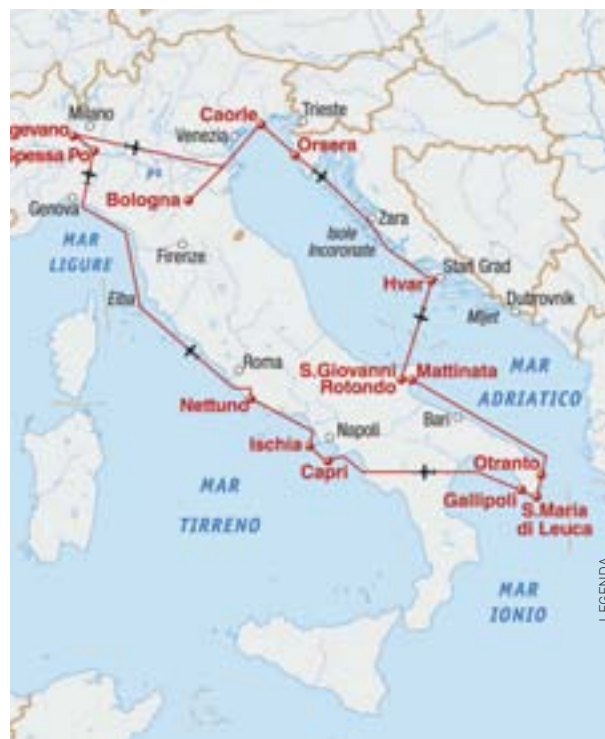 Milano
gevano
Spessa Po
Genova
Bologna
Caorle
Venezia
Trieste
Orsera
MAR
LIGURE
Firenze
Zara
Isole
Incoronate
Hvar
Stari Grad
Mljet
Dubrovnik
Elba
Roma
Nettuno
S.Giovanni
Rotondo
Mattinata
MAR
ADRIATICO
Bari
Ischia
Napoli
Capri
Otranto
Gallipoli
S.Maria
di Leuca
MAR
TIRRENO
MAR
IONIO
LEGENDA